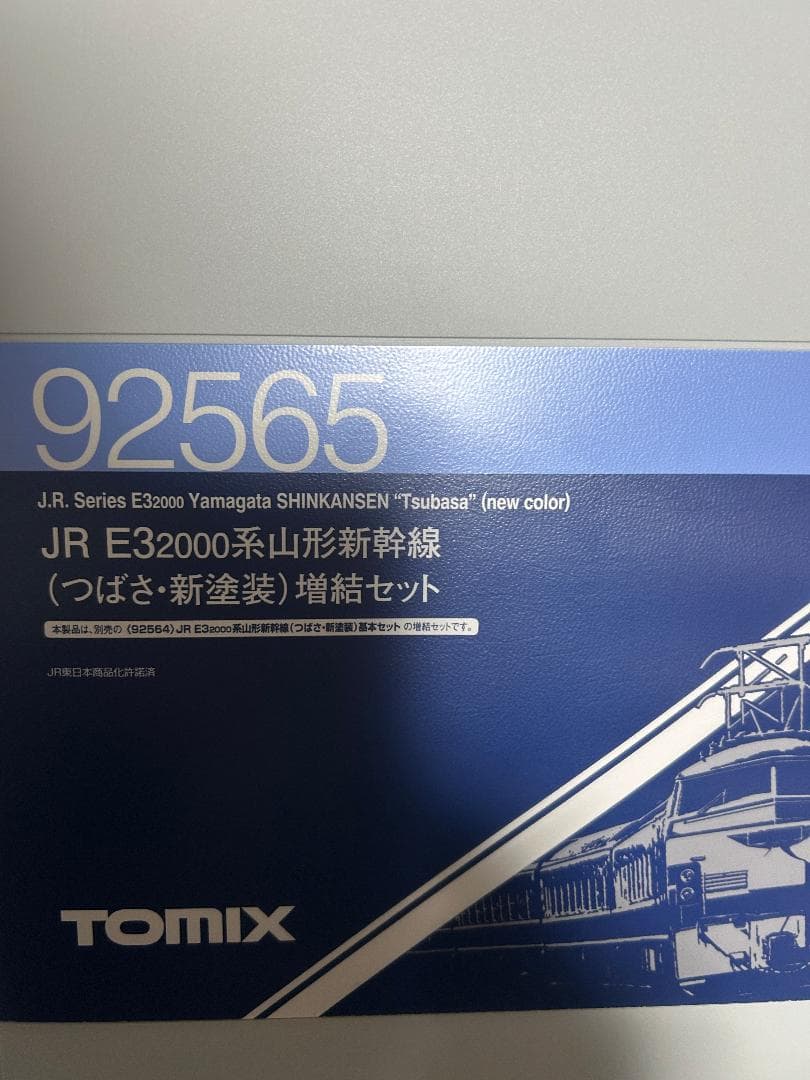 92565
J.R. Series E32000 Yamagata SHINKANSEN “Tsubasa” (new color)
JR E32000系山形新幹線
(つばさ・新塗装)増結セット
本製品は、別売の《92564》JR E32000系山形新幹線(つばさ・新塗装)基本セット の増結セットです。
JR東日本商品化許諾済
TOMIX